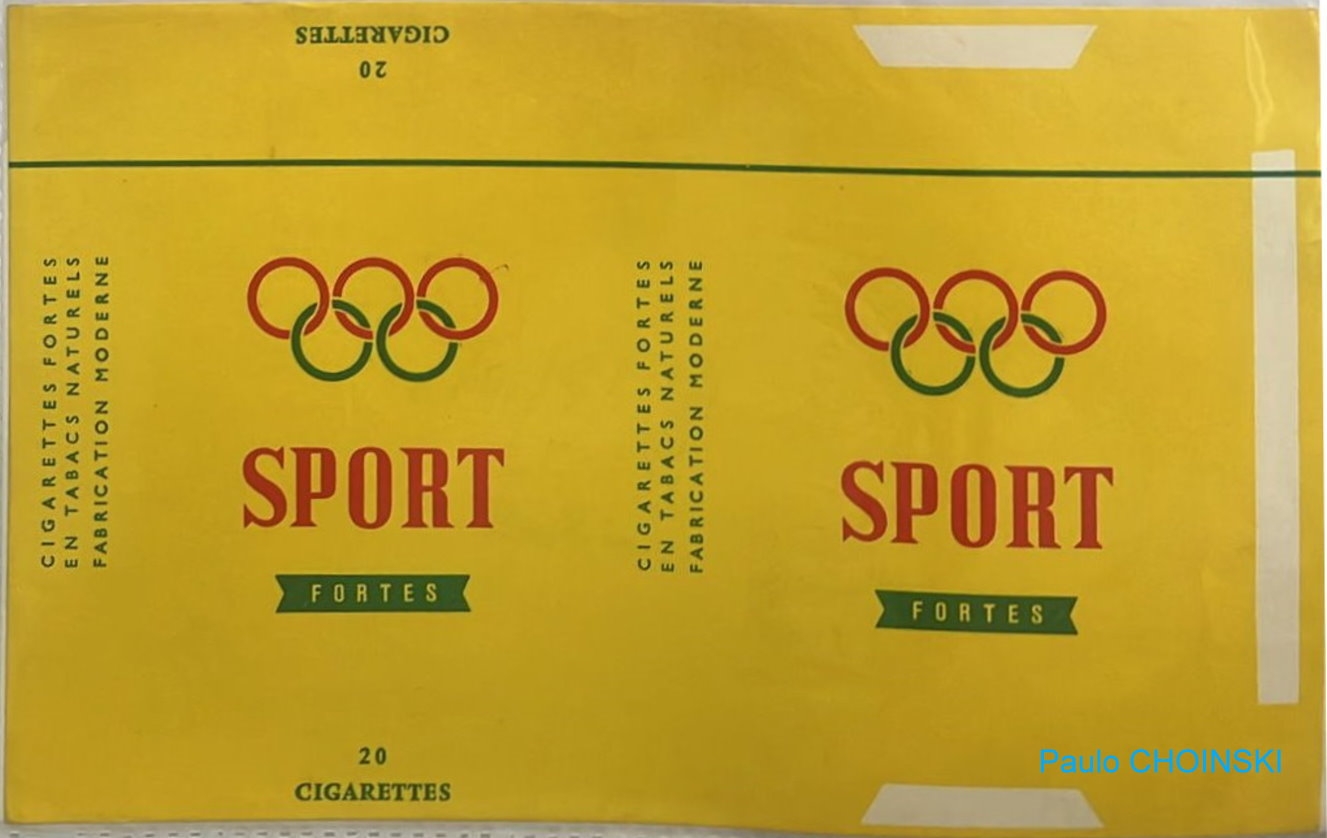 CIGARETTES
20
CIGARETTES FORTES
EN TABACS NATURELS
FABRICATION MODERNE
SPORT
FORTES
20
CIGARETTES
CIGARETTES FORTES
EN TABACS NATURELS
FABRICATION MODERNE
SPORT
FORTES
Paulo CHOINSKI